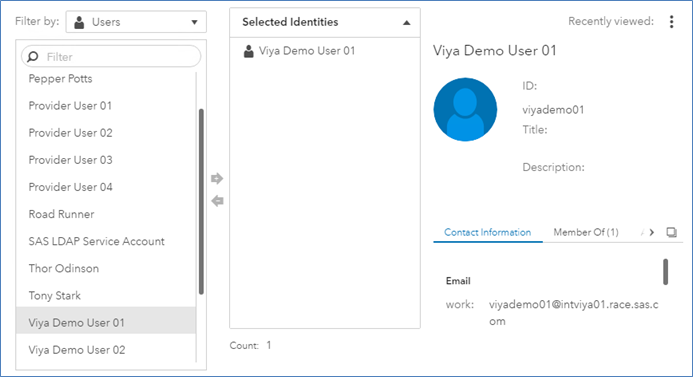 Filter by:
Users
Filter
Pepper Potts
Provider User 01
Provider User 02
Provider User 03
Provider User 04
Road Runner
SAS LDAP Service Account
Thor Odinson
Tony Stark
Viya Demo User 01
Viya Demo User 02
Selected Identities
Viya Demo User 01
Count: 1
Recently viewed:
Viya Demo User 01
ID:
viyademo01
Title:
Description:
Contact Information
Member Of (1)
Email
work: viyademo01@intviya01.race.sas.c
om